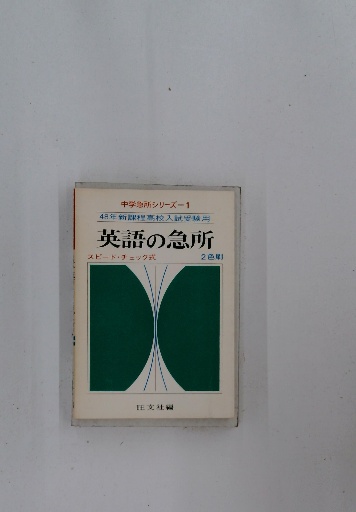 中学急所シリーズー1
48年新課程高校入試受験用
英語の急所
スピード・チェック式 2色刷
旺文社編